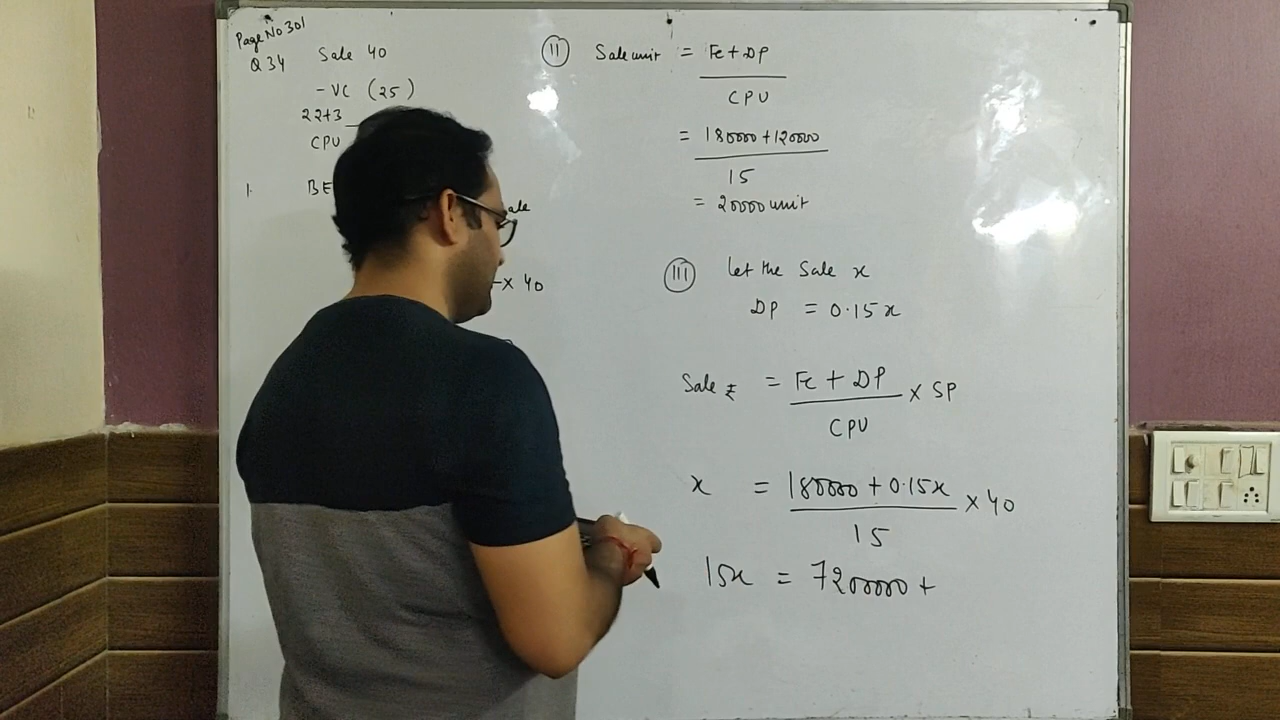 Page No 301
Q 34
Sale 40
- VC (25)
22+3
CPU
1. BE
ale
x 40
II Sale unit = Fc + DP
CPU
= 180000 + 120000
15
= 20000 unit
III let the Sale x
DP = 0.15x
Sale ₹ = Fc + DP x SP
CPU
x = 180000 + 0.15x x 40
15
15x = 7200000 +